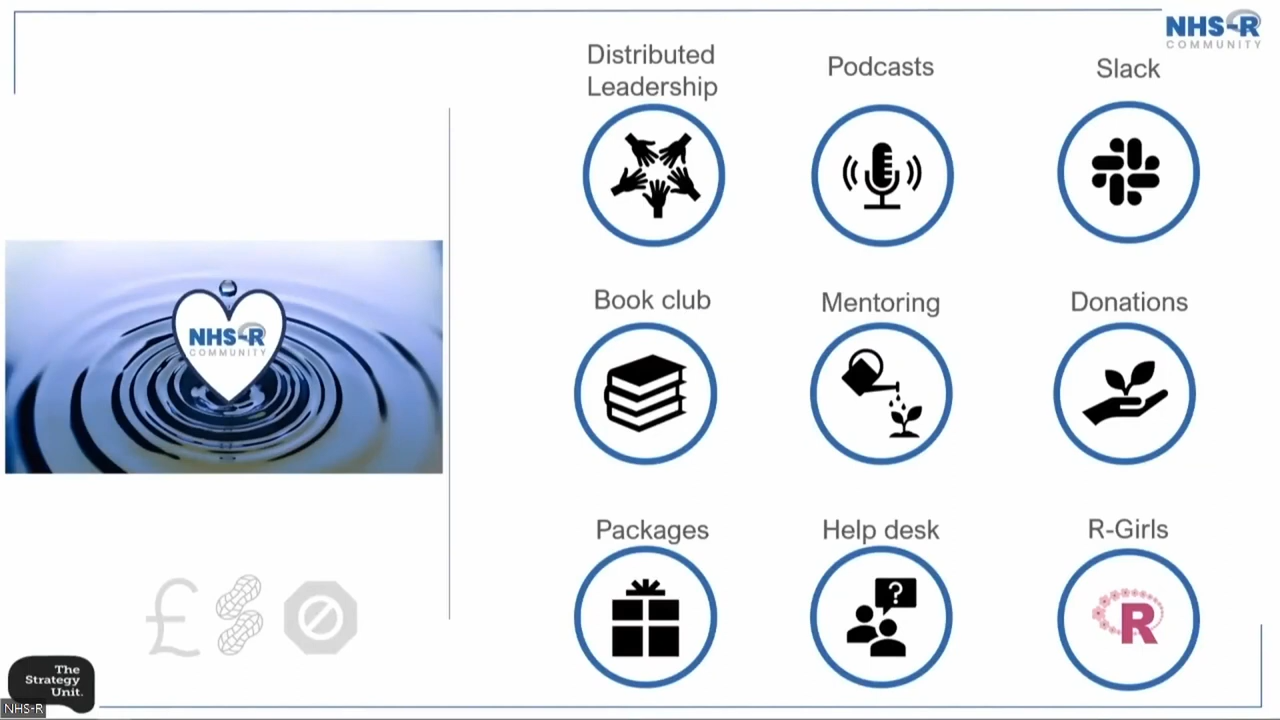 NHS-R
COMMUNITY
Distributed
Leadership
Podcasts
Slack
Book club
Mentoring
Donations
NHS-R
COMMUNITY
Packages
Help desk
?
R-Girls
R
£
The
Strategy
Unit.
NHS-R